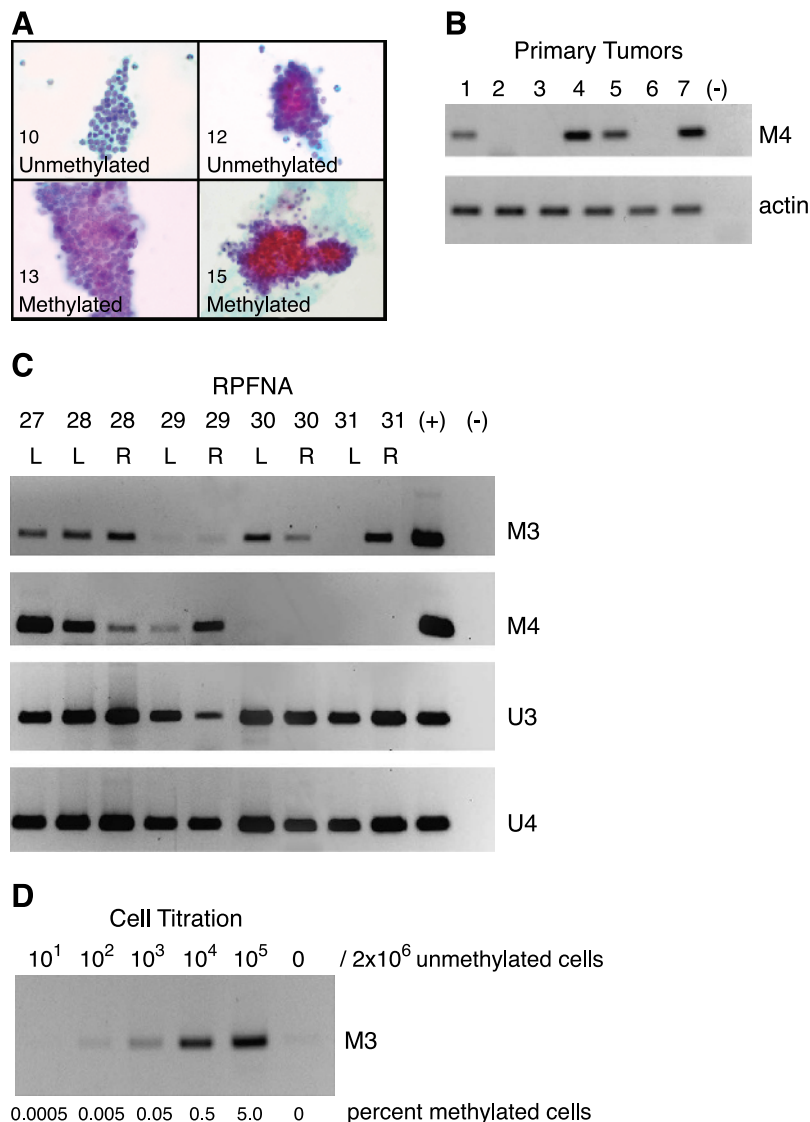 A
10
Unmethylated
12
Unmethylated
13
Methylated
15
Methylated
B
Primary Tumors
1 2 3 4 5 6 7 (-)
M4
actin
C
RPFNA
27 28 28 29 29 30 30 31 31 (+) (-)
L L R L R L R L R
M3
M4
U3
U4
D
Cell Titration
10¹ 10² 10³ 10⁴ 10⁵ 0 / 2x10⁶ unmethylated cells
M3
0.0005 0.005 0.05 0.5 5.0 0 percent methylated cells